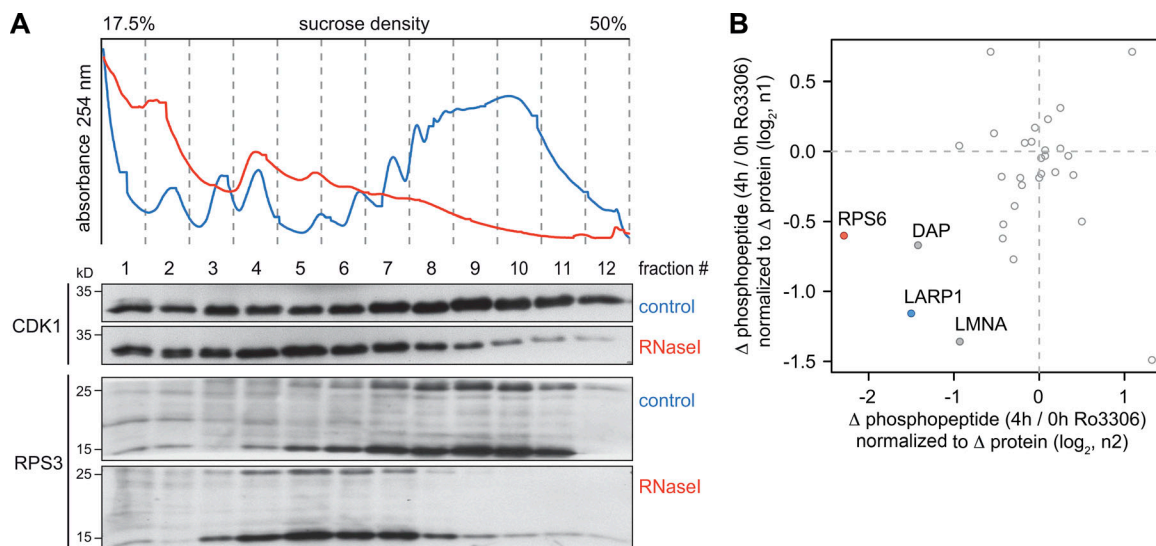 A
17.5% sucrose density 50%
absorbance 254 nm
kD 1 2 3 4 5 6 7 8 9 10 11 12 fraction #
CDK1
35
control
35
RNaseI
RPS3
25
15
control
25
15
RNaseI
B
Δ phosphopeptide (4h / 0h Ro3306)
normalized to Δ protein (log₂, n1)
0.5
0.0
-0.5
-1.0
-1.5
RPS6
DAP
LARP1
LMNA
-2 -1 0 1
Δ phosphopeptide (4h / 0h Ro3306)
normalized to Δ protein (log₂, n2)